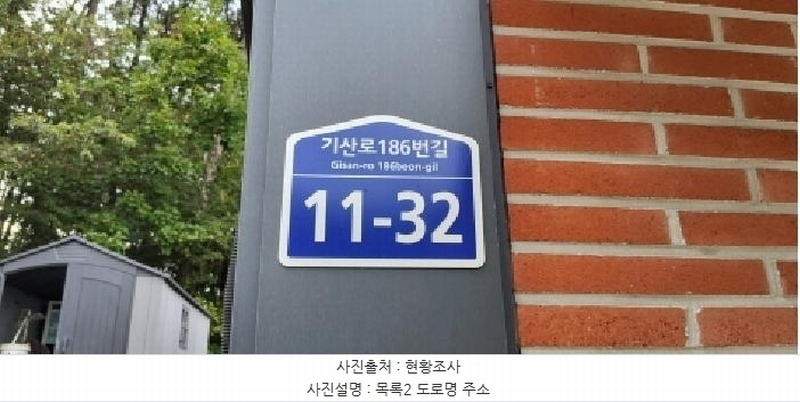 기산로186번길
Gisan-ro 186beon-gil
11-32
사진출처 : 현황조사
사진설명 : 목록2 도로명 주소